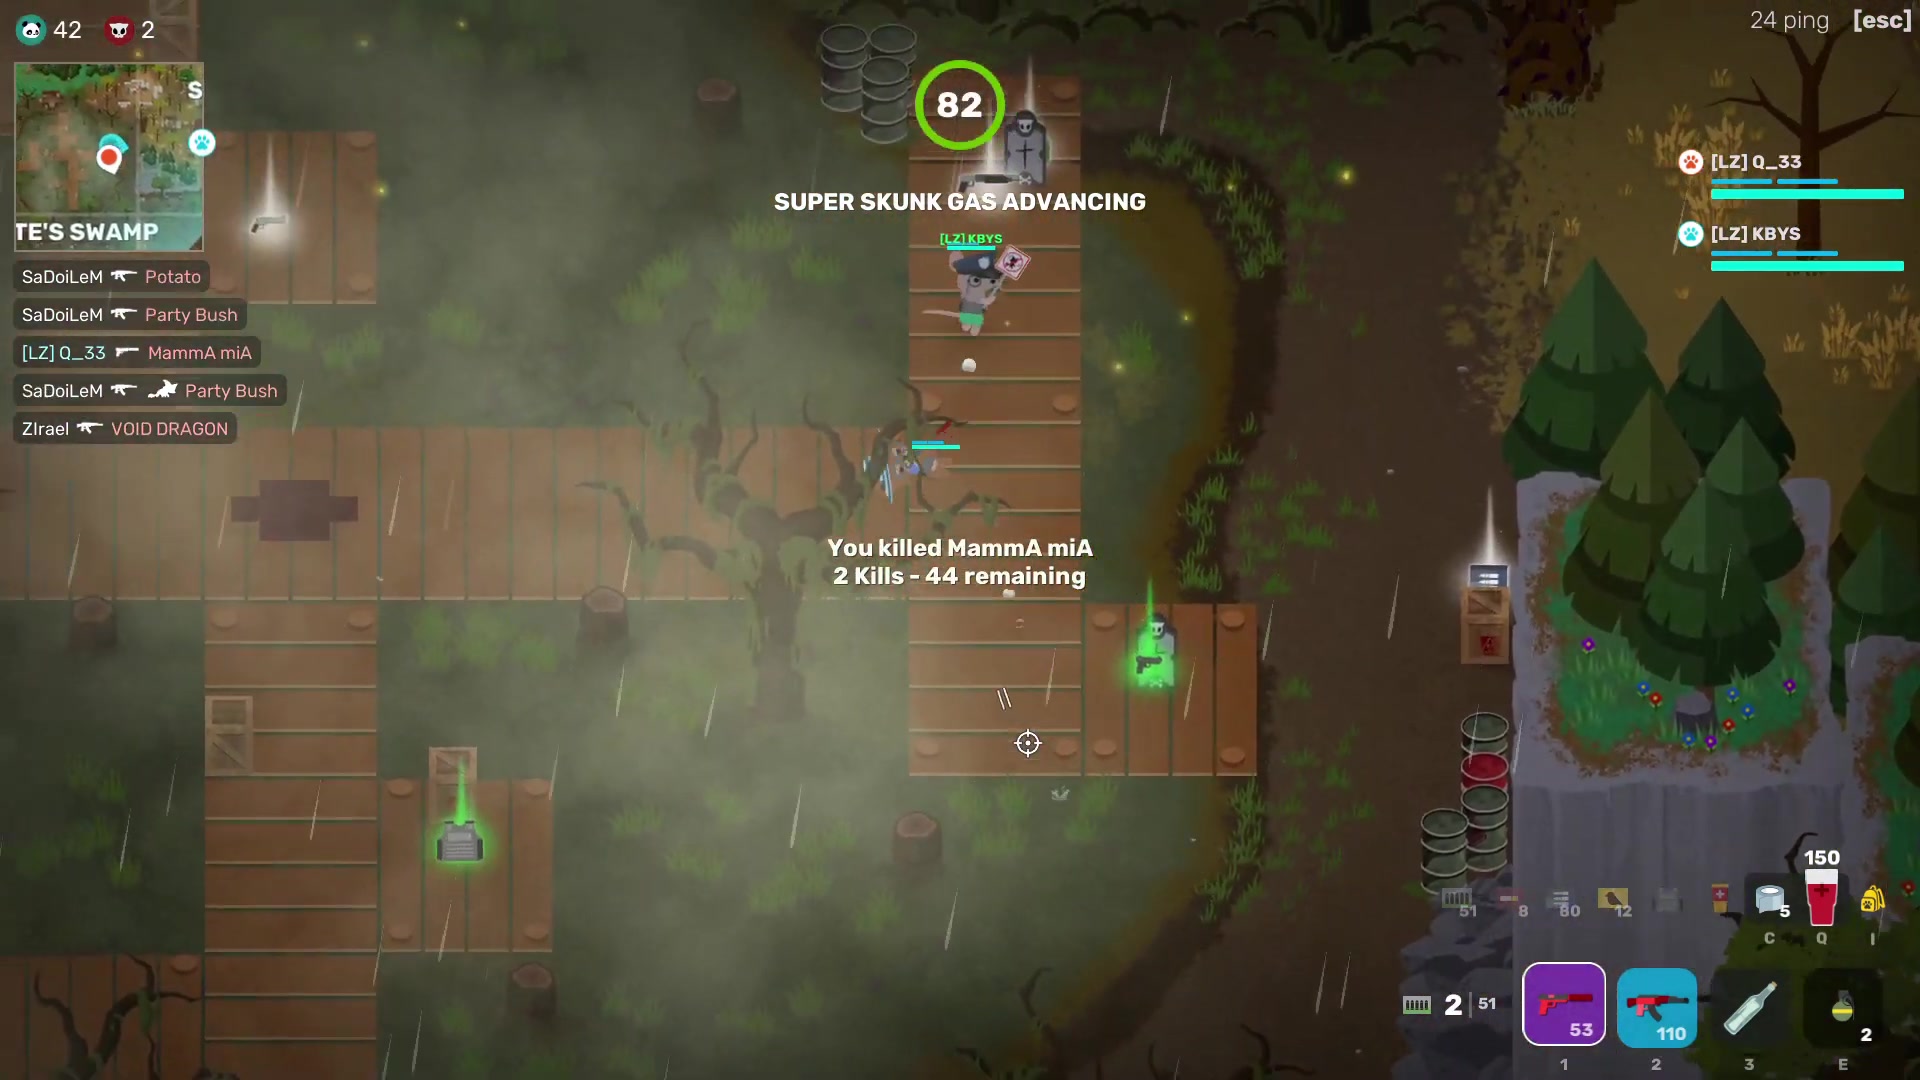 42 2
24 ping [esc]
82
S
TE'S SWAMP
SUPER SKUNK GAS ADVANCING
[LZ] Q_33
[LZ] KBYS
[LZ] KBYS
SaDoiLeM Potato
SaDoiLeM Party Bush
[LZ] Q_33 MammA miA
SaDoiLeM Party Bush
ZIrael VOID DRAGON
You killed MammA miA
2 Kills - 44 remaining
150
51 8 80 12 5
C Q I
2 51
53 110 2
1 2 3 E